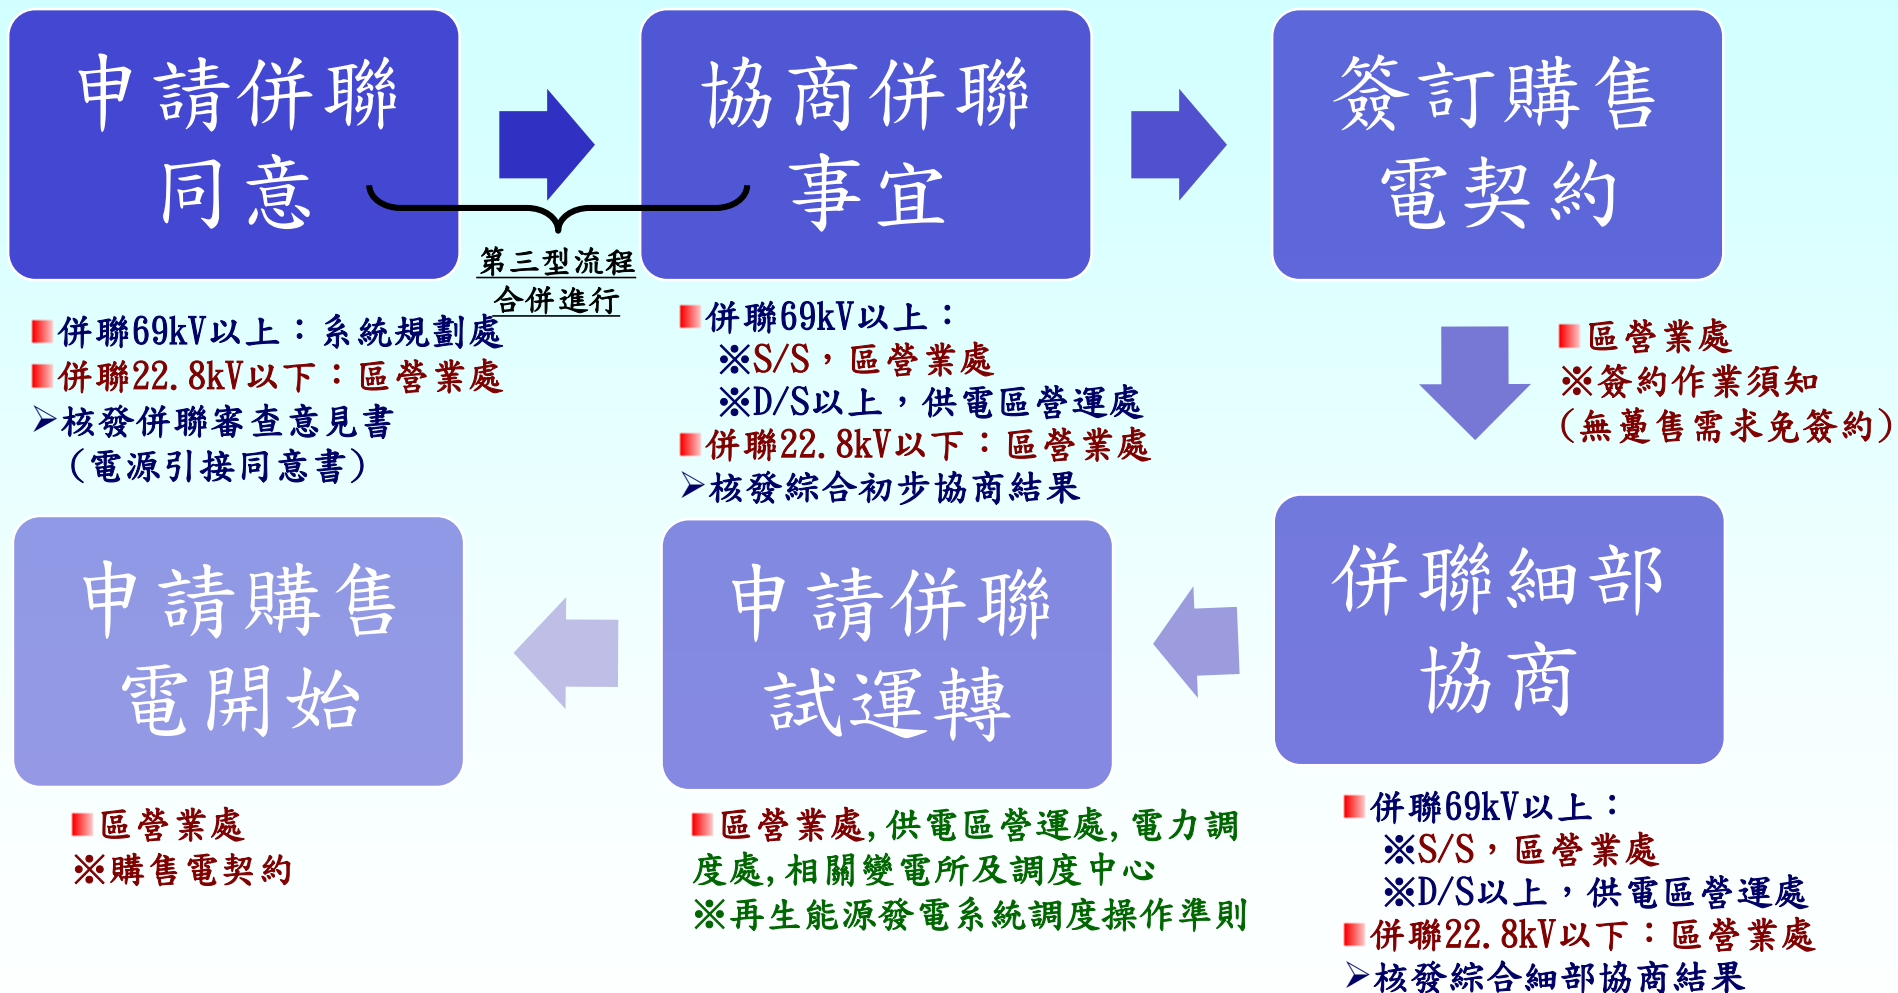 申請併聯
同意
協商併聯
事宜
簽訂購售
電契約
第三型流程
合併進行
■併聯69kV以上：系統規劃處
■併聯22.8kV以下：區營業處
➢核發併聯審查意見書
(電源引接同意書)
■併聯69kV以上：
※S/S，區營業處
※D/S以上，供電區營運處
■併聯22.8kV以下：區營業處
➢核發綜合初步協商結果
■區營業處
※簽約作業須知
(無躉售需求免簽約)
併聯細部
協商
■併聯69kV以上：
※S/S，區營業處
※D/S以上，供電區營運處
■併聯22.8kV以下：區營業處
➢核發綜合細部協商結果
申請併聯
試運轉
■區營業處,供電區營運處,電力調
度處,相關變電所及調度中心
※再生能源發電系統調度操作準則
申請購售
電開始
■區營業處
※購售電契約